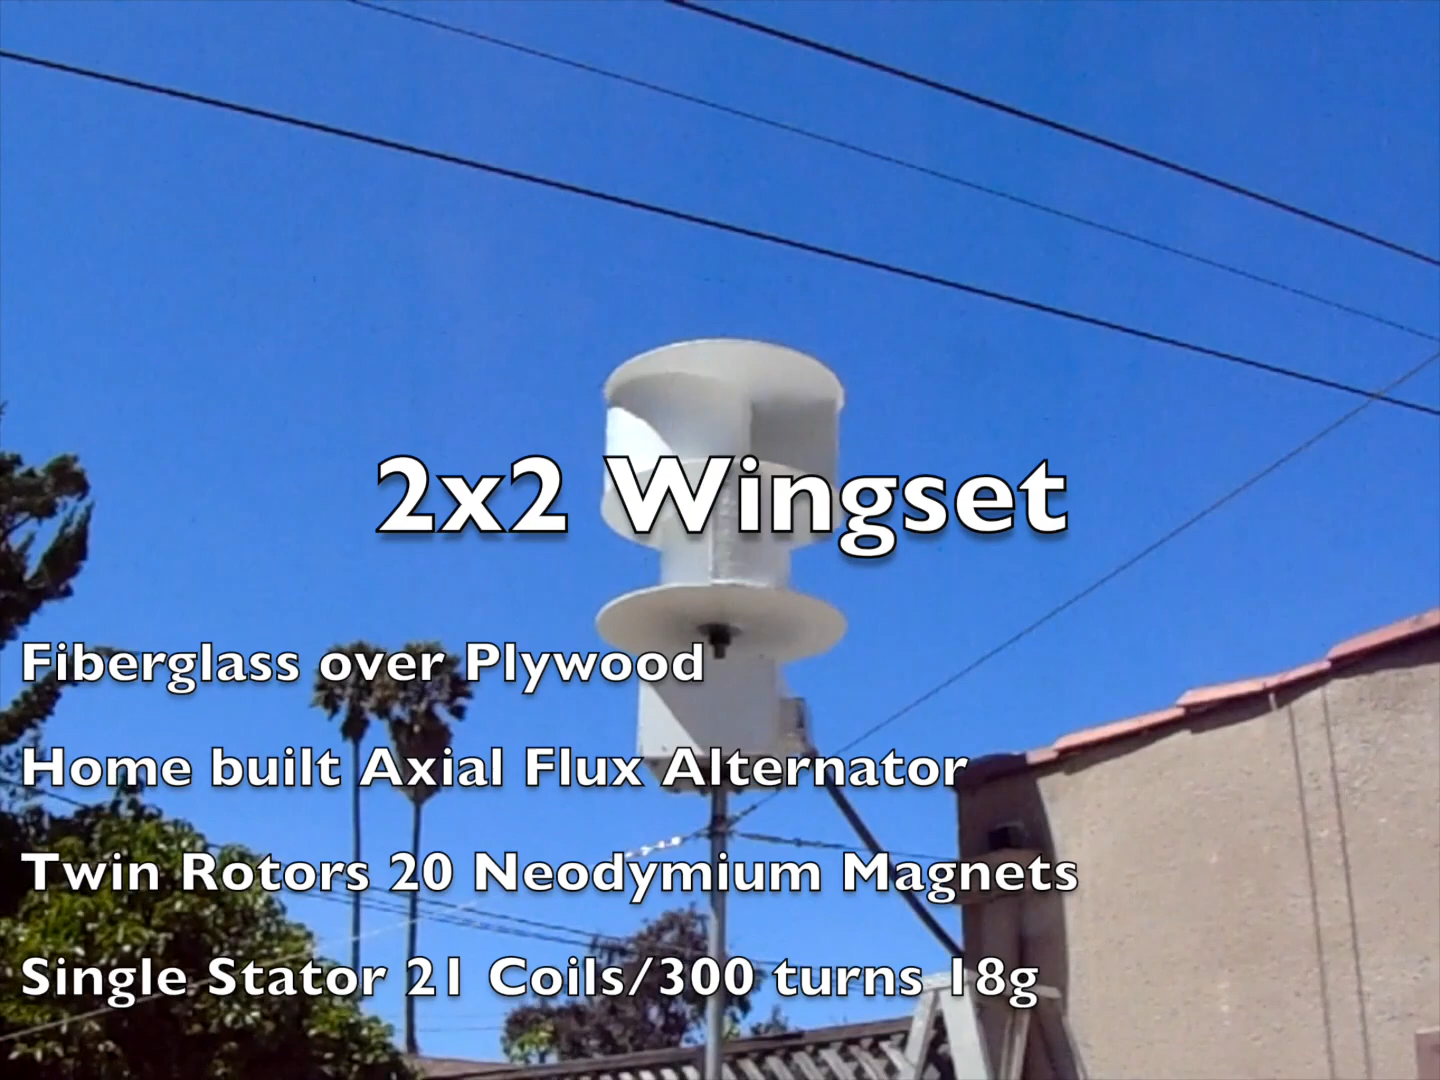 2x2 Wingset
Fiberglass over Plywood
Home built Axial Flux Alternator
Twin Rotors 20 Neodymium Magnets
Single Stator 21 Coils/300 turns 18g